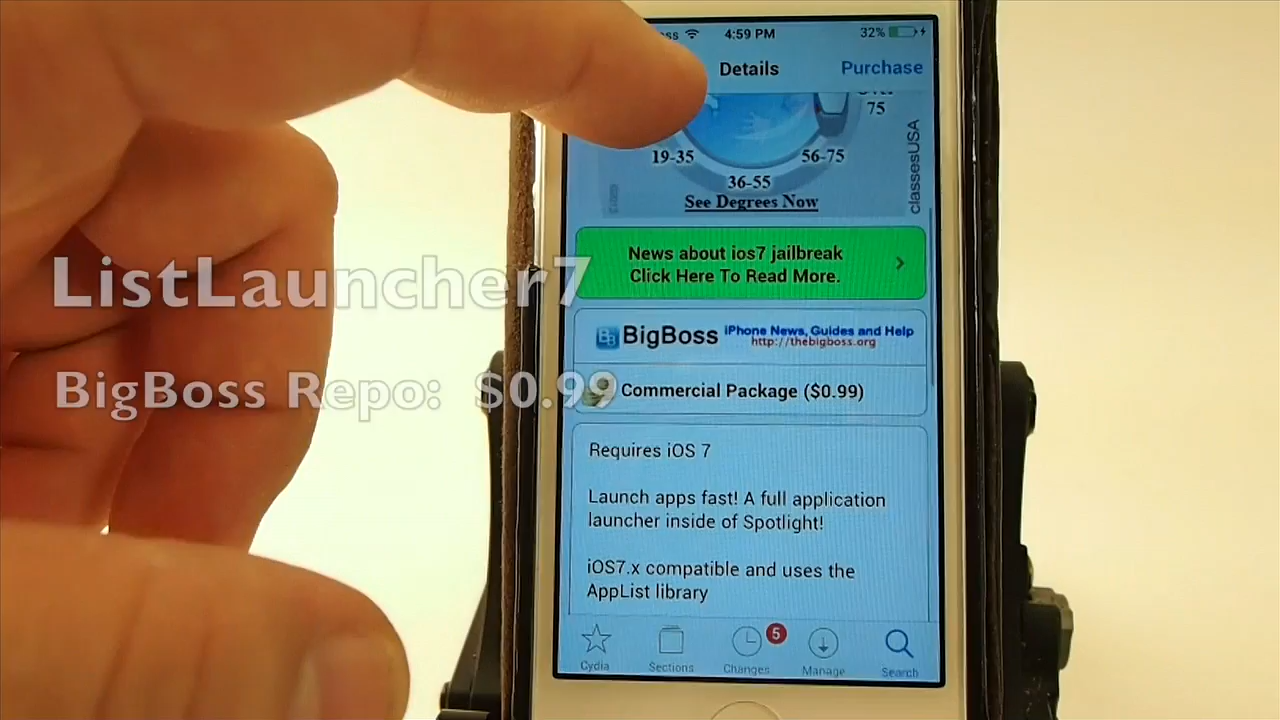 4:59 PM
32%
Details
Purchase
75
19-35
56-75
36-55
See Degrees Now
classesUSA
News about ios7 jailbreak
Click Here To Read More.
ListLauncher7
BigBoss
iPhone News, Guides and Help
http://thebigboss.org
BigBoss Repo: $0.99
Commercial Package ($0.99)
Requires iOS 7
Launch apps fast! A full application
launcher inside of Spotlight!
iOS7.x compatible and uses the
AppList library
5
Cydia
Sections
Changes
Manage
Search